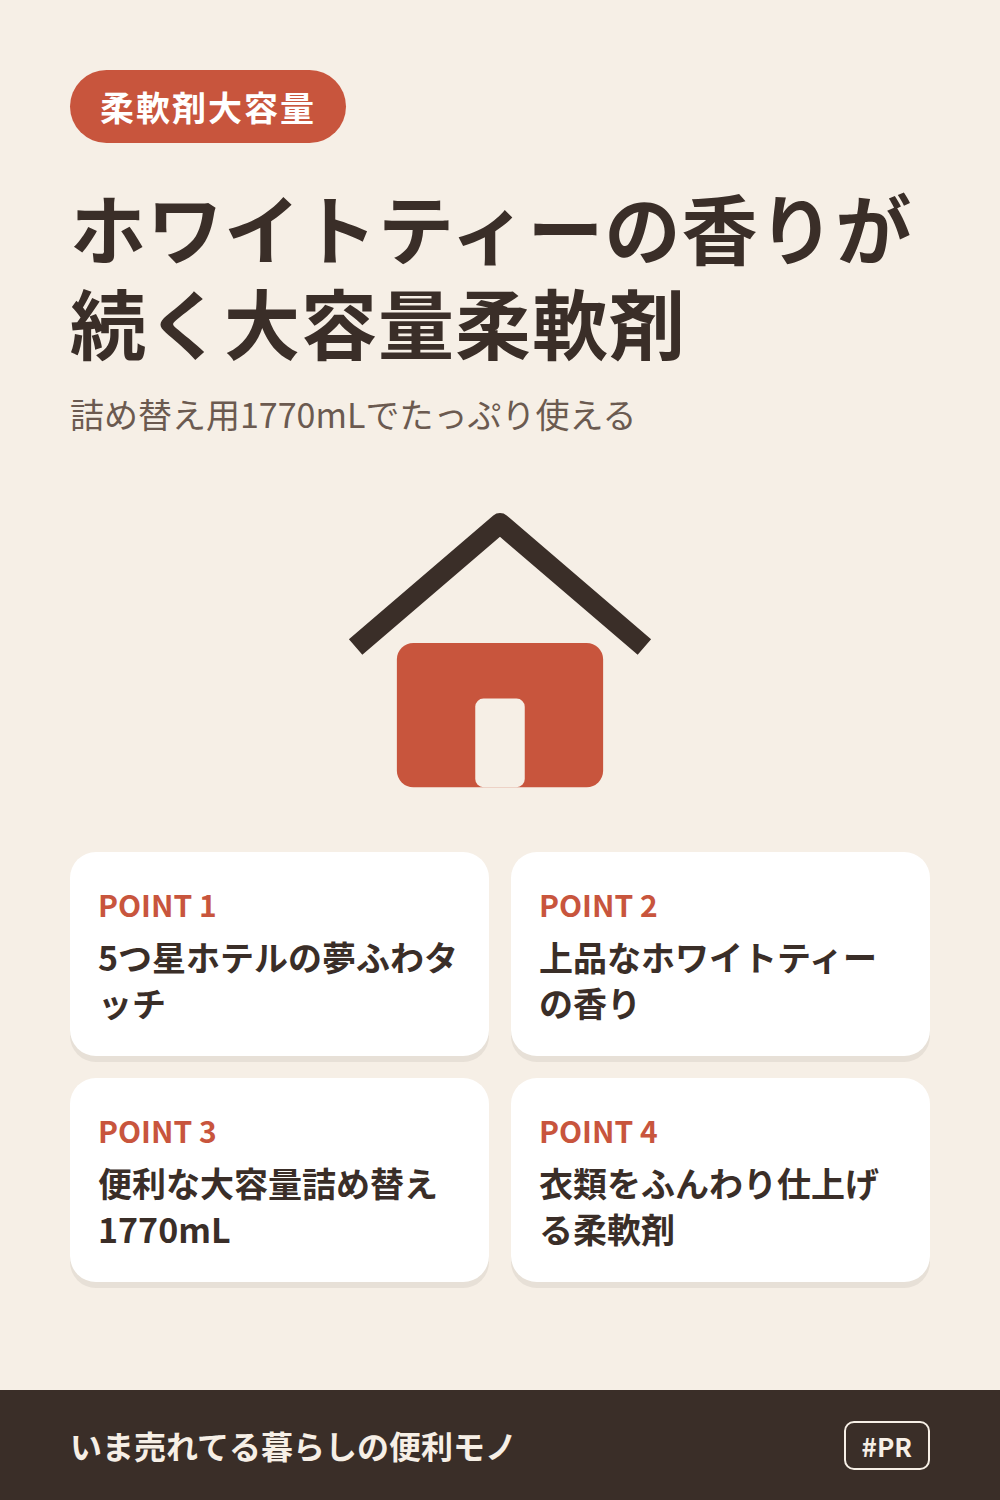 柔軟剤大容量
ホワイトティーの香りが
続く大容量柔軟剤
詰め替え用1770mLでたっぷり使える
POINT 1
5つ星ホテルの夢ふわタ
ッチ
POINT 2
上品なホワイトティー
の香り
POINT 3
便利な大容量詰め替え
1770mL
POINT 4
衣類をふんわり仕上げ
る柔軟剤
いま売れてる暮らしの便利モノ
#PR